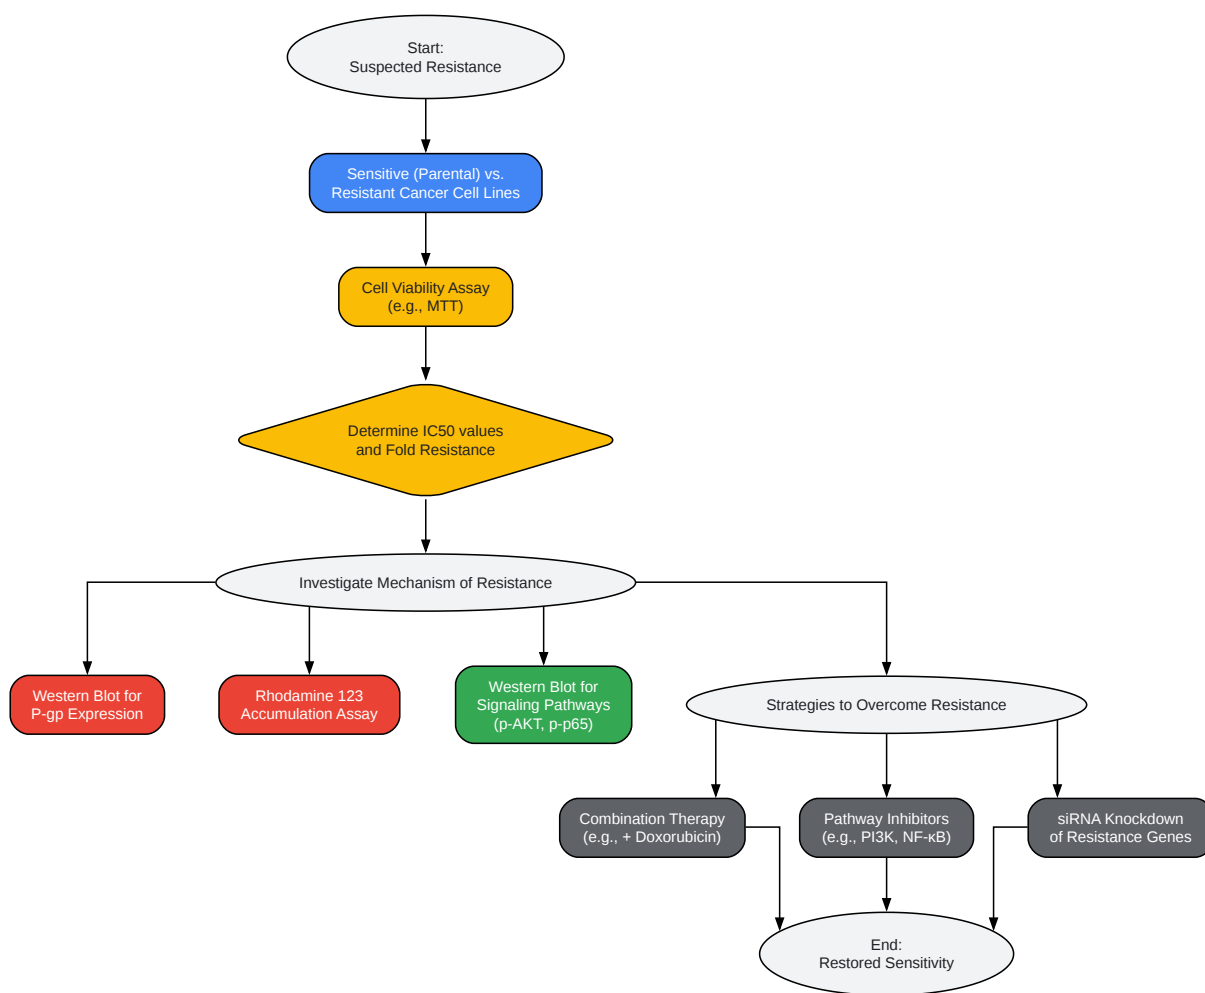 Start:
Suspected Resistance
Sensitive (Parental) vs.
Resistant Cancer Cell Lines
Cell Viability Assay
(e.g., MTT)
Determine IC50 values
and Fold Resistance
Investigate Mechanism of Resistance
Western Blot for
P-gp Expression
Rhodamine 123
Accumulation Assay
Western Blot for
Signaling Pathways
(p-AKT, p-p65)
Strategies to Overcome Resistance
Combination Therapy
(e.g., + Doxorubicin)
Pathway Inhibitors
(e.g., PI3K, NF-κB)
siRNA Knockdown
of Resistance Genes
End:
Restored Sensitivity